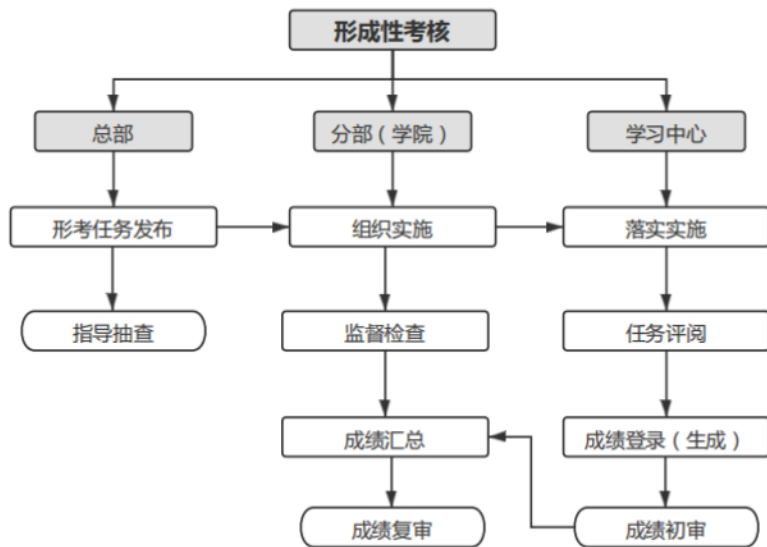 形成性考核
总部
分部（学院）
学习中心
形考任务发布
组织实施
落实实施
指导抽查
监督检查
任务评阅
成绩汇总
成绩登录（生成）
成绩复审
成绩初审